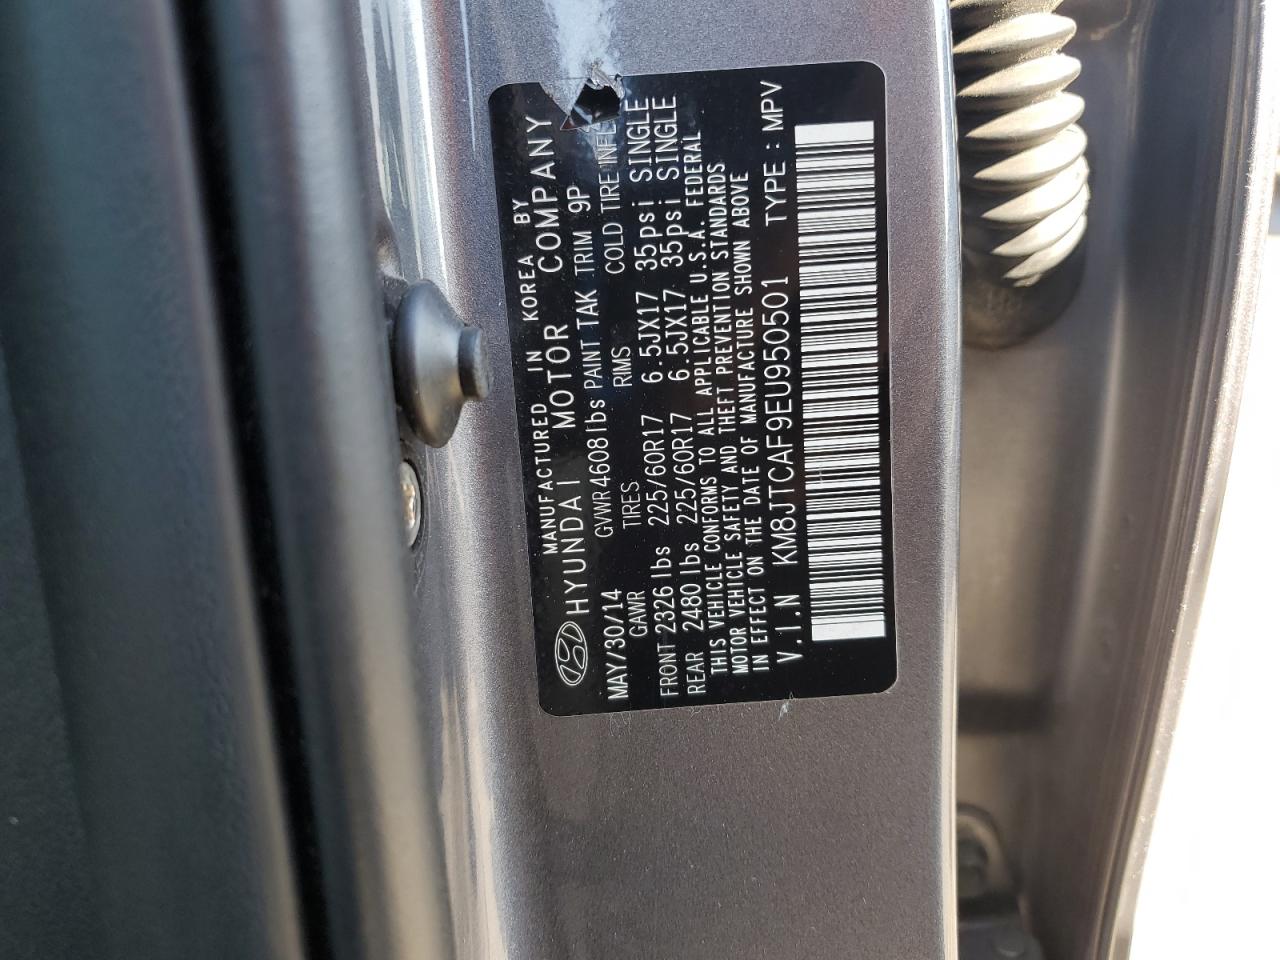 MANUFACTURED IN KOREA BY
HYUNDAI MOTOR COMPANY
MAY/30/14 GVWR 4608 lbs PAINT TAK TRIM 9P
GAWR TIRES RIMS COLD TIRE INFL
FRONT 2326 lbs 225/60R17 6.5JX17 35psi SINGLE
REAR 2480 lbs 225/60R17 6.5JX17 35psi SINGLE
THIS VEHICLE CONFORMS TO ALL APPLICABLE U.S.A. FEDERAL
MOTOR VEHICLE SAFETY AND THEFT PREVENTION STANDARDS
IN EFFECT ON THE DATE OF MANUFACTURE SHOWN ABOVE
V.I.N KM8JTCAF9EU950501 TYPE : MPV